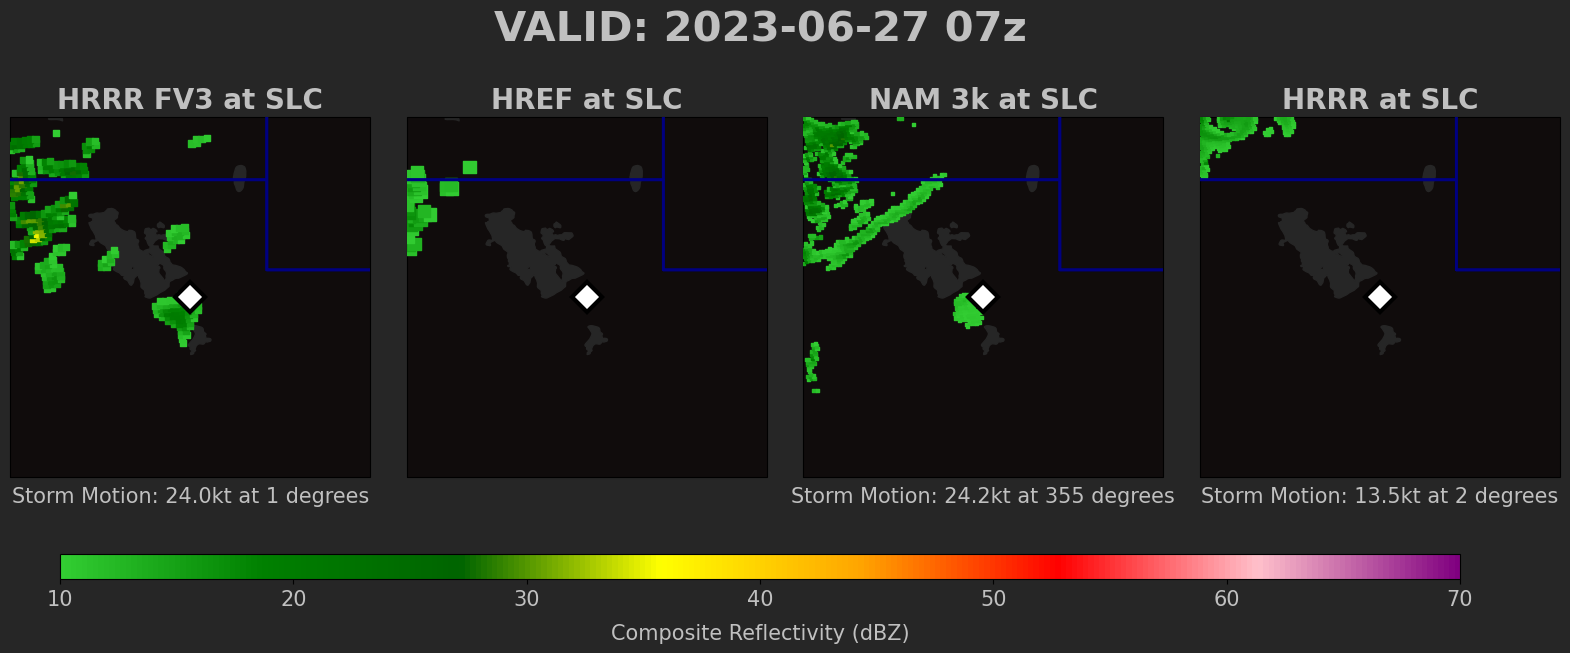 VALID: 2023-06-27 07z
HRRR FV3 at SLC
HREF at SLC
NAM 3k at SLC
HRRR at SLC
Storm Motion: 24.0kt at 1 degrees
Storm Motion: 24.2kt at 355 degrees
Storm Motion: 13.5kt at 2 degrees
10 20 30 40 50 60 70
Composite Reflectivity (dBZ)